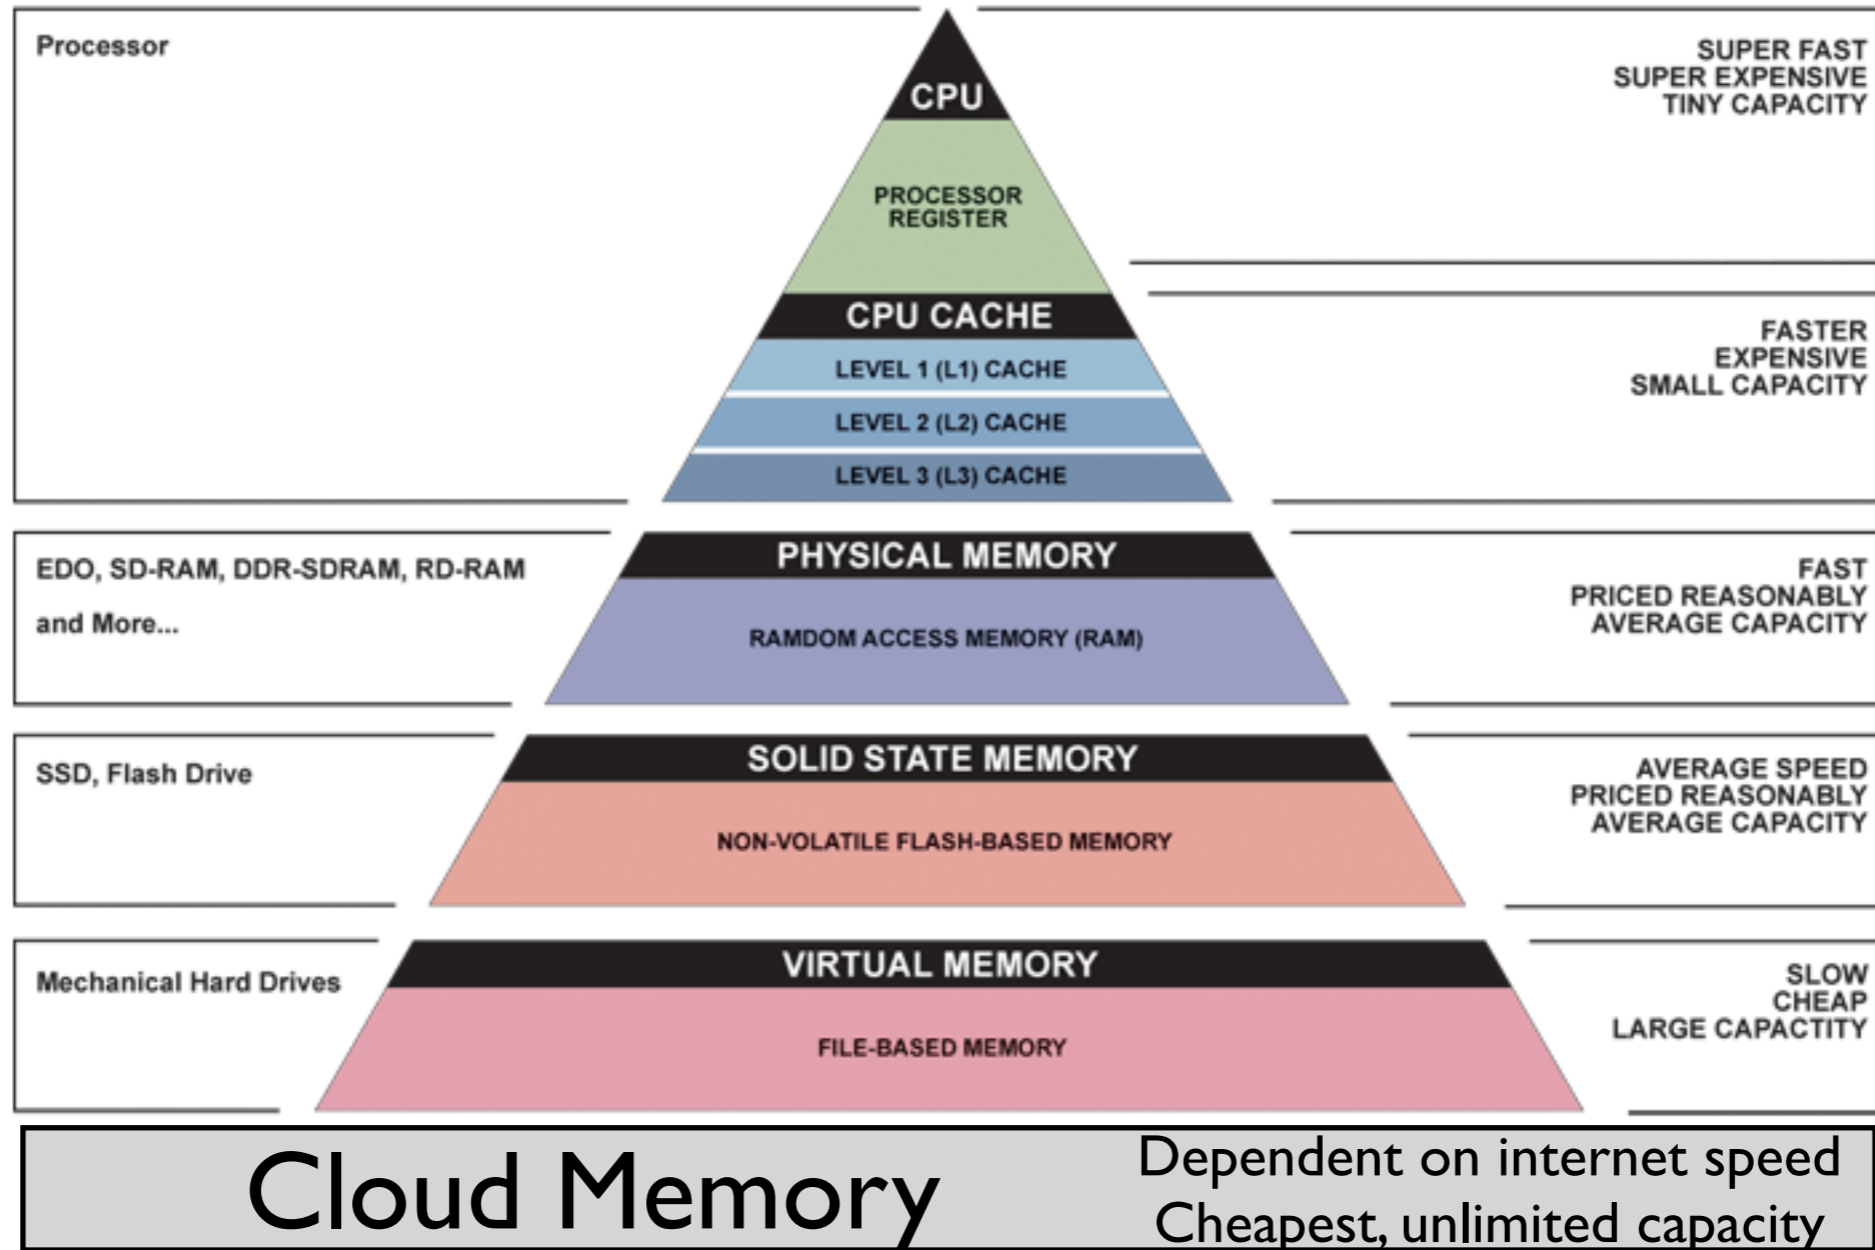 Processor
SUPER FAST
SUPER EXPENSIVE
TINY CAPACITY
CPU
PROCESSOR
REGISTER
CPU CACHE
FASTER
EXPENSIVE
SMALL CAPACITY
LEVEL 1 (L1) CACHE
LEVEL 2 (L2) CACHE
LEVEL 3 (L3) CACHE
EDO, SD-RAM, DDR-SDRAM, RD-RAM
and More...
PHYSICAL MEMORY
RAMDOM ACCESS MEMORY (RAM)
FAST
PRICED REASONABLY
AVERAGE CAPACITY
SSD, Flash Drive
SOLID STATE MEMORY
NON-VOLATILE FLASH-BASED MEMORY
AVERAGE SPEED
PRICED REASONABLY
AVERAGE CAPACITY
Mechanical Hard Drives
VIRTUAL MEMORY
FILE-BASED MEMORY
SLOW
CHEAP
LARGE CAPACTITY
Cloud Memory
Dependent on internet speed
Cheapest, unlimited capacity